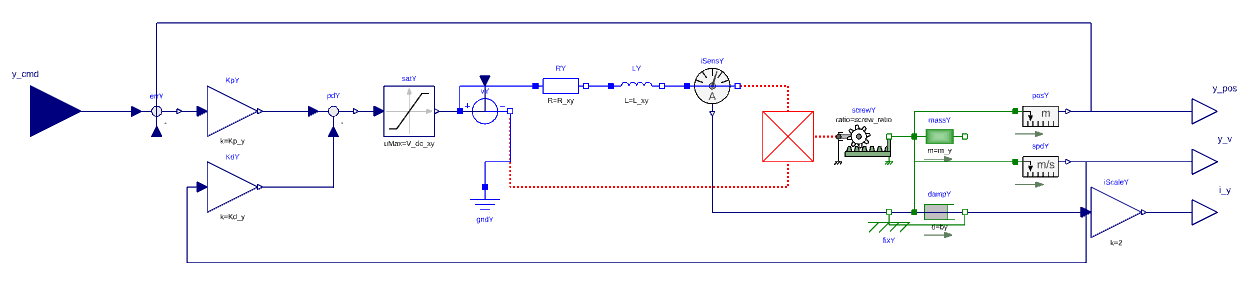 y_cmd
errY
-
KpY
k=Kp_y
KdY
k=Kd_y
pdY
-
satY
uMax=V_dc_xy
+
vY
-
gndY
RY
R=R_xy
LY
L=L_xy
iSensY
A
screwY
ratio=screw_ratio
massY
m=m_y
posY
m
spdY
m/s
dampY
d=by
fixY
iScaleY
k=2
y_pos
y_v
i_y